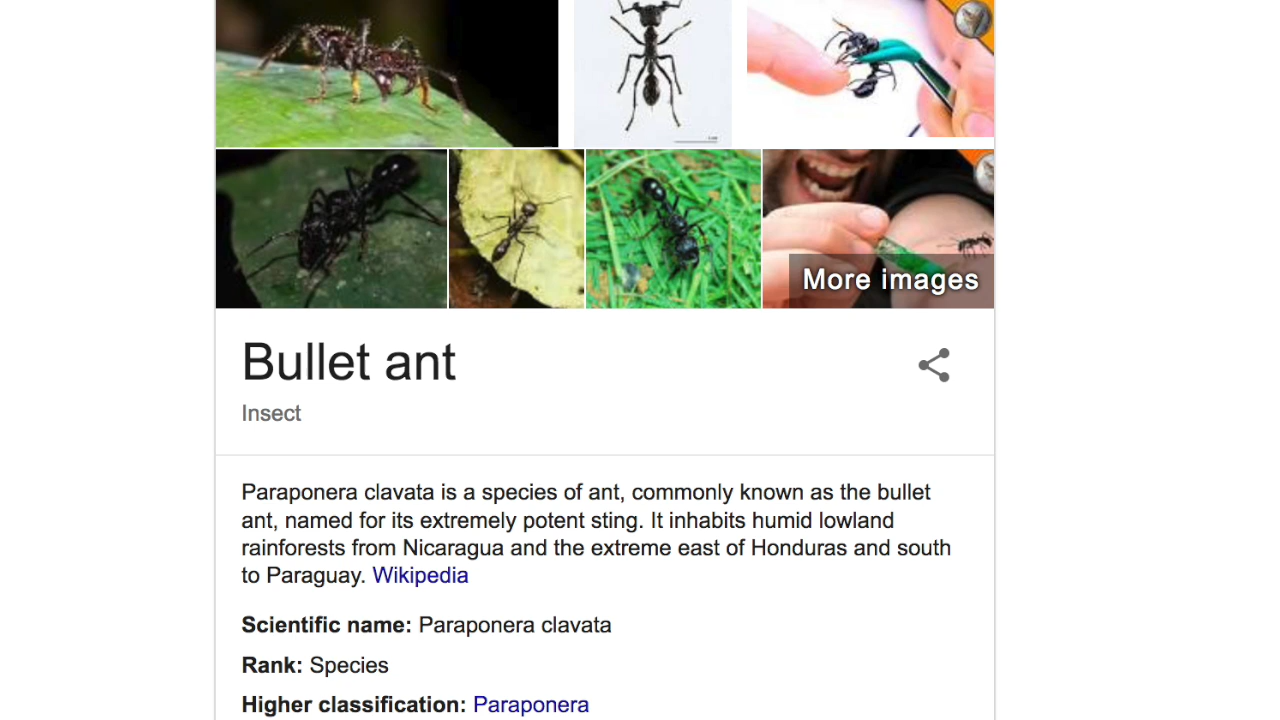 More images
Bullet ant
Insect
Paraponera clavata is a species of ant, commonly known as the bullet
ant, named for its extremely potent sting. It inhabits humid lowland
rainforests from Nicaragua and the extreme east of Honduras and south
to Paraguay. Wikipedia
Scientific name: Paraponera clavata
Rank: Species
Higher classification: Paraponera